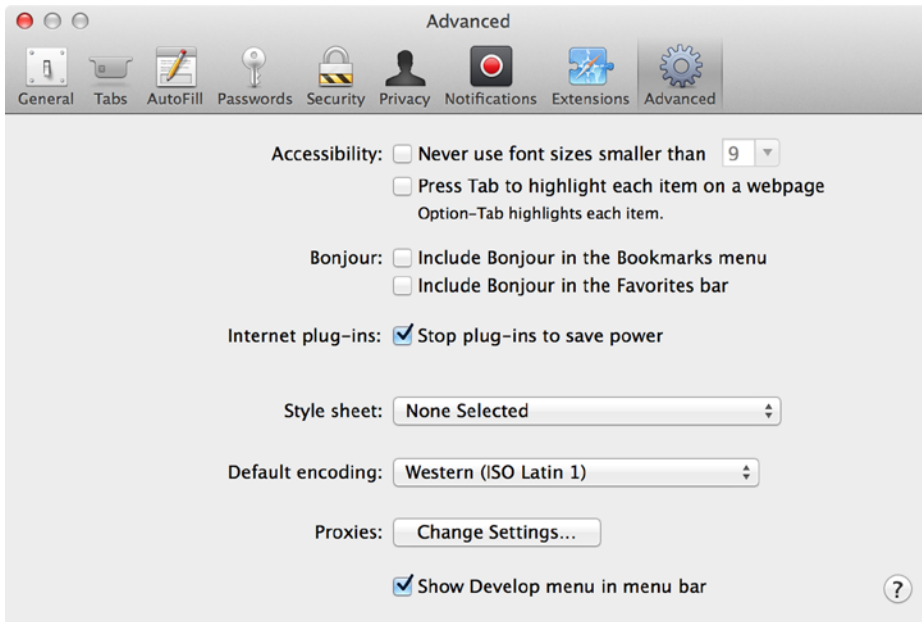 Advanced
General Tabs AutoFill Passwords Security Privacy Notifications Extensions Advanced
Accessibility: Never use font sizes smaller than 9
Press Tab to highlight each item on a webpage
Option-Tab highlights each item.
Bonjour: Include Bonjour in the Bookmarks menu
Include Bonjour in the Favorites bar
Internet plug-ins: Stop plug-ins to save power
Style sheet: None Selected
Default encoding: Western (ISO Latin 1)
Proxies: Change Settings...
Show Develop menu in menu bar ?